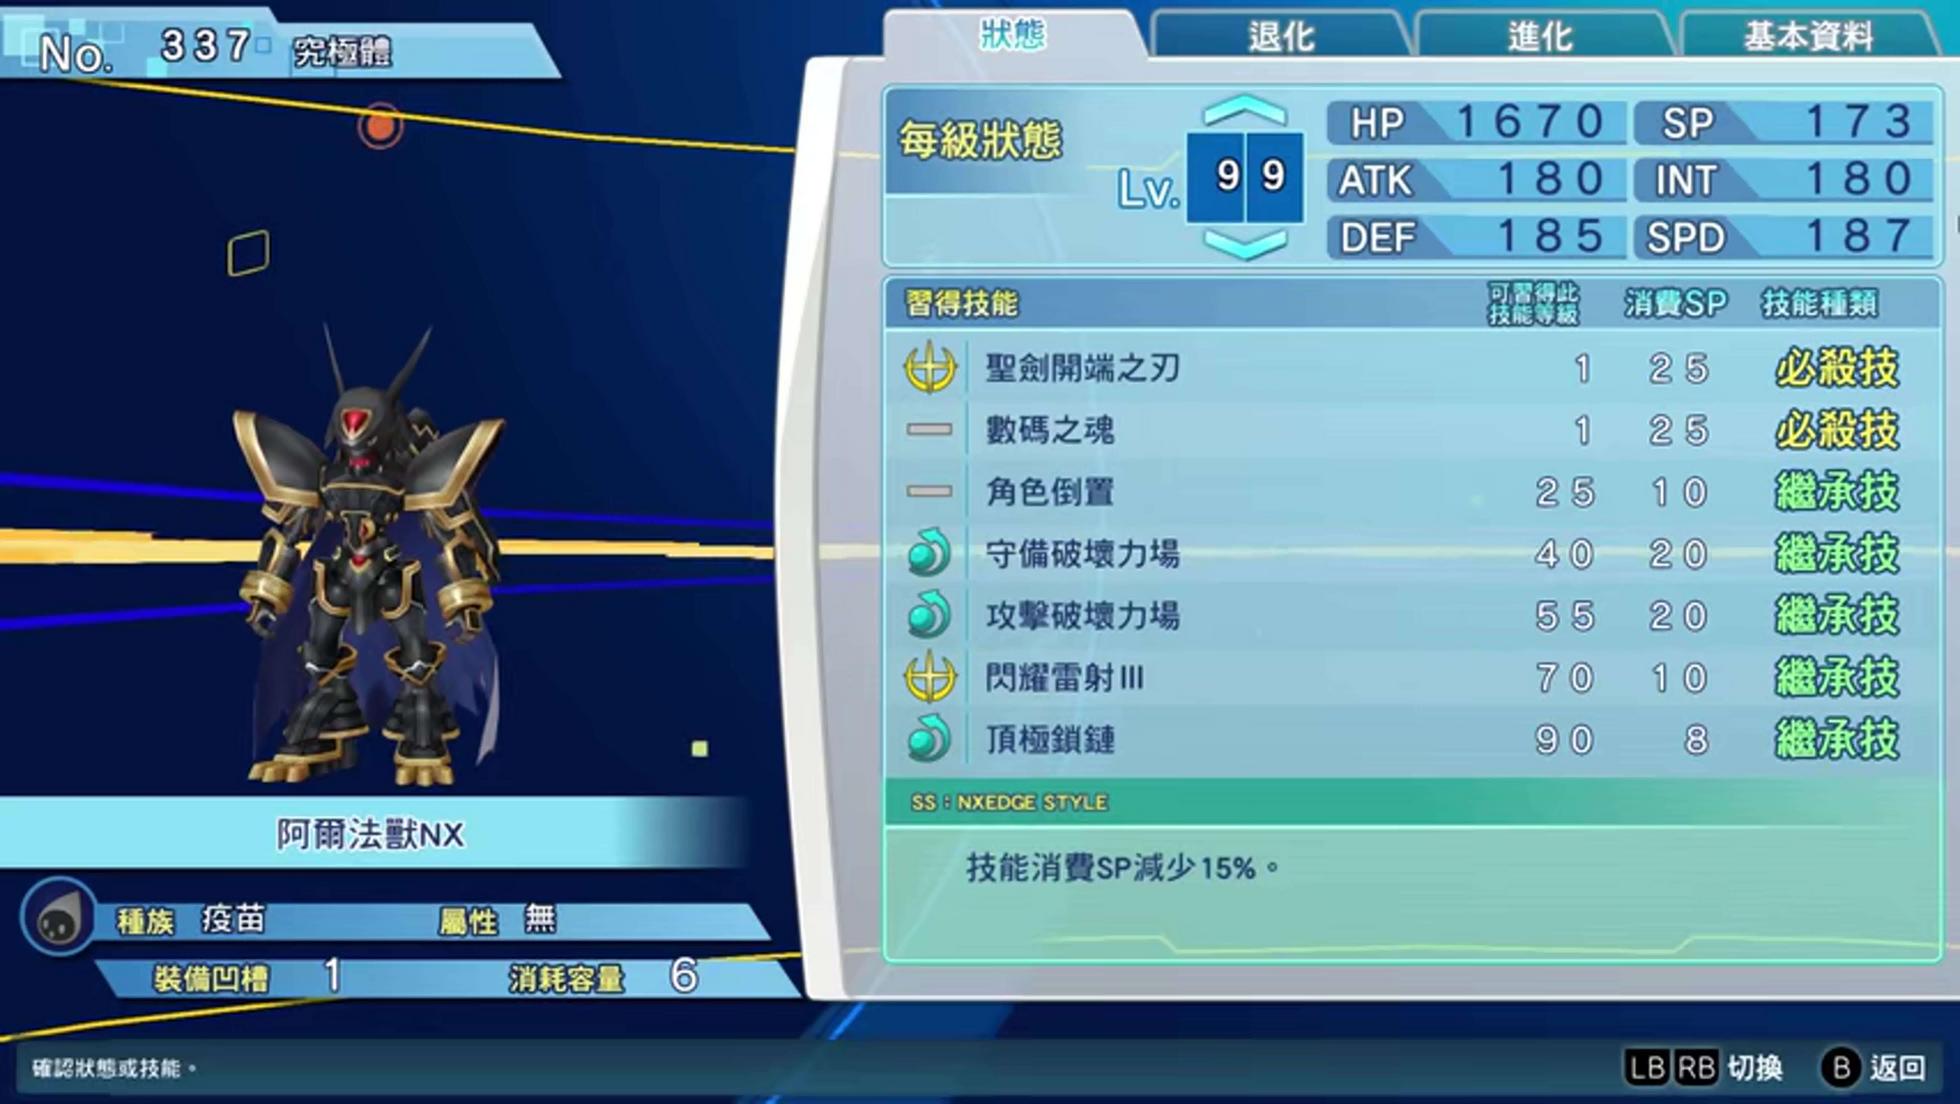 No. 337 究極體
狀態 退化 進化 基本資料
每級狀態 Lv. 99
HP 1670 SP 173
ATK 180 INT 180
DEF 185 SPD 187
習得技能 可習得此技能等級 消費SP 技能種類
聖劍開端之刃 1 25 必殺技
數碼之魂 1 25 必殺技
角色倒置 25 10 繼承技
守備破壞力場 40 20 繼承技
攻擊破壞力場 55 20 繼承技
閃耀雷射III 70 10 繼承技
頂極鎖鏈 90 8 繼承技
SS:NXEDGE STYLE
技能消費SP減少15%。
阿爾法獸NX
種族 疫苗 屬性 無
裝備凹槽 1 消耗容量 6
確認狀態或技能。
LB RB 切換 B 返回